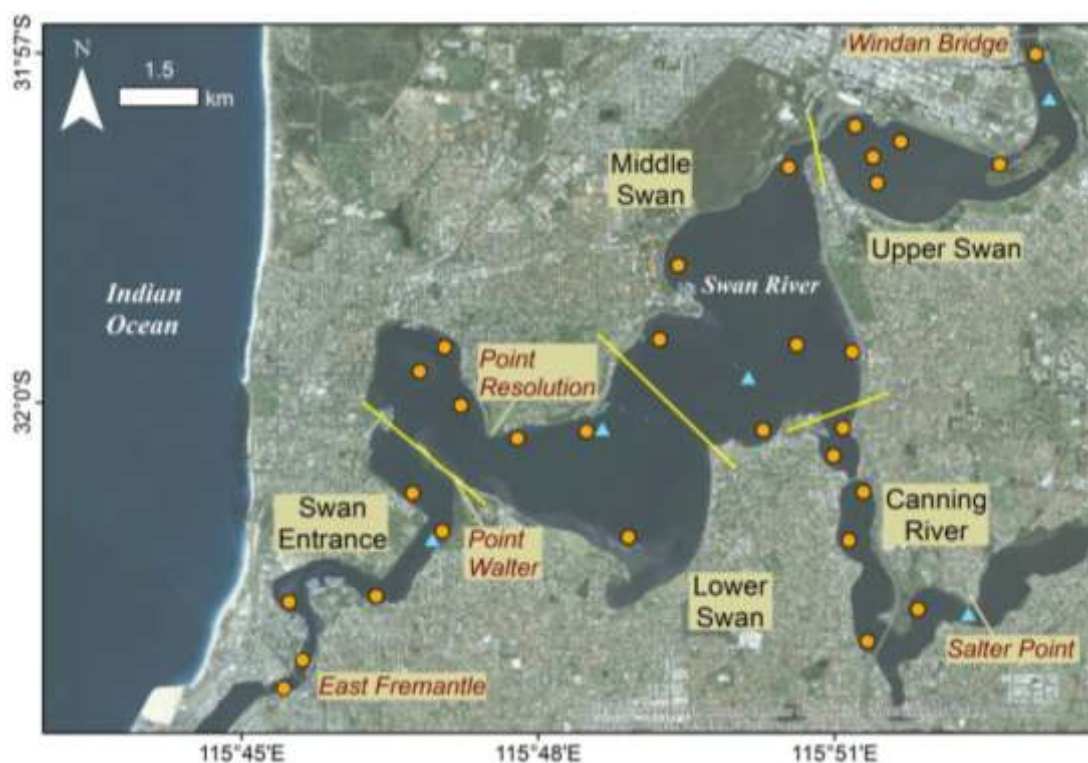 31°57'S
N
1.5
km
Windan Bridge
Middle
Swan
Upper Swan
Indian
Ocean
Swan River
Point
Resolution
32°0'S
Swan
Entrance
Point
Walter
Canning
River
Lower
Swan
Salter Point
East Fremantle
115°45'E
115°48'E
115°51'E